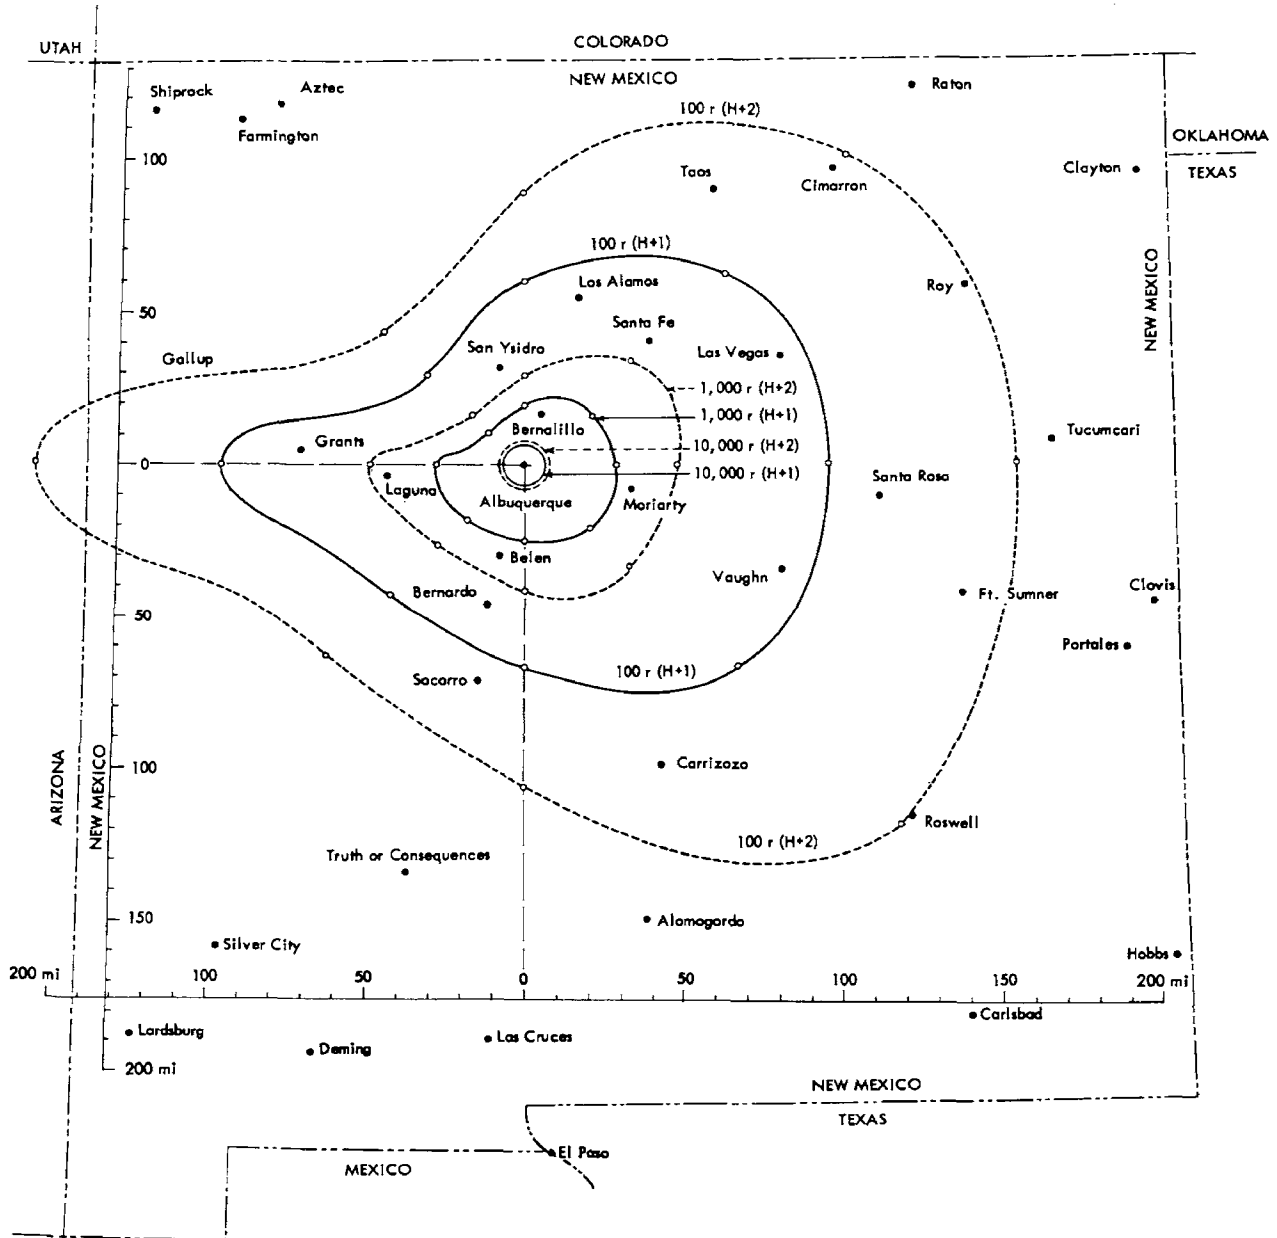 UTAH
COLORADO
NEW MEXICO
Shiprock
Aztec
Farmington
Raton
100 r (H+2)
OKLAHOMA
TEXAS
100
Taos
Cimarron
Clayton
100 r (H+1)
NEW MEXICO
Los Alamos
Roy
50
Santa Fe
Gallup
San Ysidro
Las Vegas
1,000 r (H+2)
1,000 r (H+1)
Bernalillo
Tucumcari
Grants
10,000 r (H+2)
0
10,000 r (H+1)
Santa Rosa
Laguna
Albuquerque
Moriarty
Belen
Vaughn
Bernardo
Ft. Sumner
Clovis
50
Portales
100 r (H+1)
Socorro
Carrizozo
100
ARIZONA
NEW MEXICO
Roswell
100 r (H+2)
Truth or Consequences
150
Alamogordo
Silver City
Hobbs
200 mi
100
50
0
50
100
150
200 mi
Carlsbad
Lardsburg
Las Cruces
Deming
200 mi
NEW MEXICO
TEXAS
El Paso
MEXICO